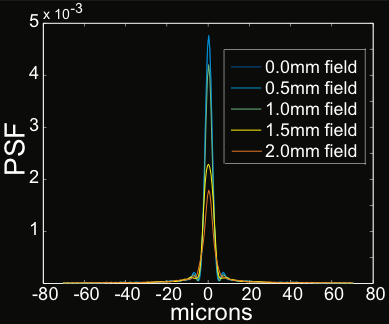 5 x 10⁻³
4
3
2
1
PSF
0.0mm field
0.5mm field
1.0mm field
1.5mm field
2.0mm field
-80 -60 -40 -20 0 20 40 60 80
microns